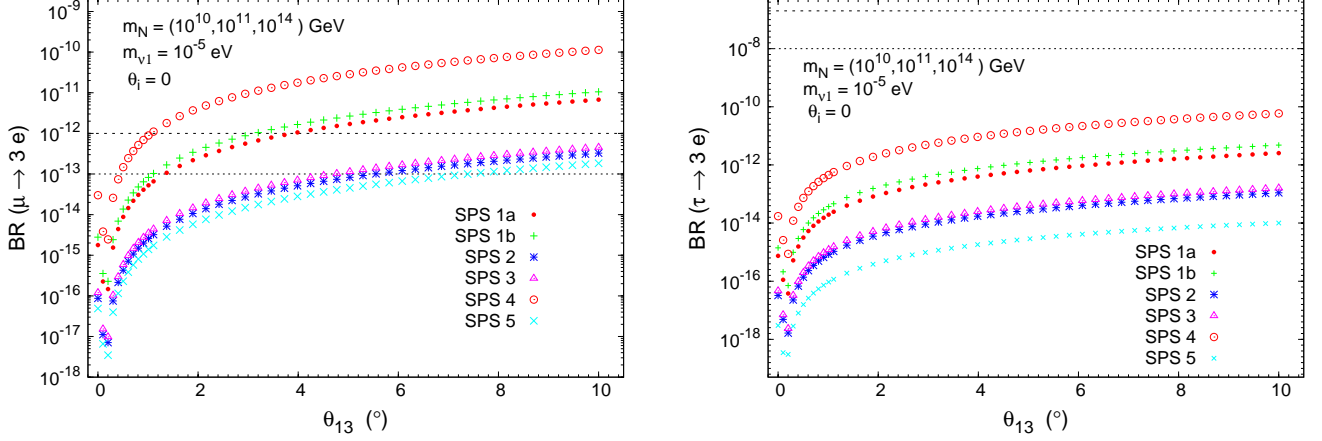 BR (μ → 3 e)
10^-9
10^-10
10^-11
10^-12
10^-13
10^-14
10^-15
10^-16
10^-17
10^-18
m_N = (10^10,10^11,10^14 ) GeV
m_ν1 = 10^-5 eV
θ_i = 0
SPS 1a
SPS 1b
SPS 2
SPS 3
SPS 4
SPS 5
0 2 4 6 8 10
θ_13 (°)
BR (τ → 3 e)
10^-8
10^-10
10^-12
10^-14
10^-16
10^-18
m_N = (10^10,10^11,10^14 ) GeV
m_ν1 = 10^-5 eV
θ_i = 0
SPS 1a
SPS 1b
SPS 2
SPS 3
SPS 4
SPS 5
0 2 4 6 8 10
θ_13 (°)